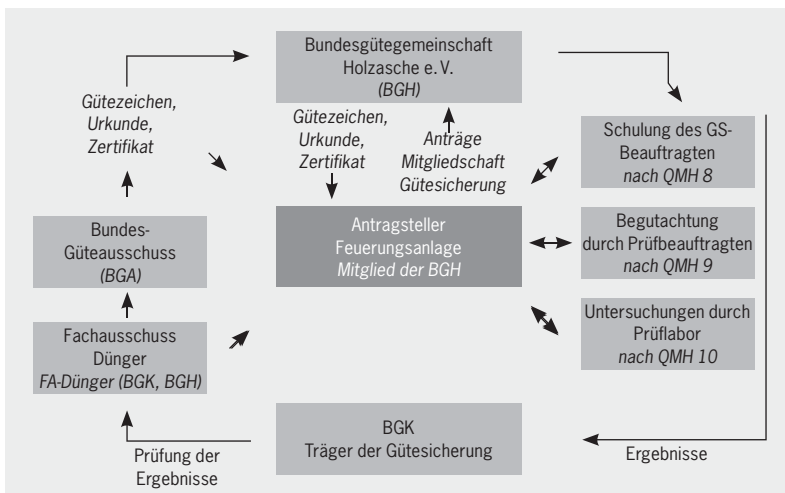 Bundesgütegemeinschaft
Holzasche e. V.
(BGH)
Gütezeichen,
Urkunde,
Zertifikat
Gütezeichen,
Urkunde,
Zertifikat
Anträge
Mitgliedschaft
Gütesicherung
Schulung des GS-
Beauftragten
nach QMH 8
Bundes-
Güteausschuss
(BGA)
Antragsteller
Feuerungsanlage
Mitglied der BGH
Begutachtung
durch Prüfbeauftragten
nach QMH 9
Fachausschuss
Dünger
FA-Dünger (BGK, BGH)
Untersuchungen durch
Prüflabor
nach QMH 10
BGK
Träger der Gütesicherung
Prüfung der
Ergebnisse
Ergebnisse